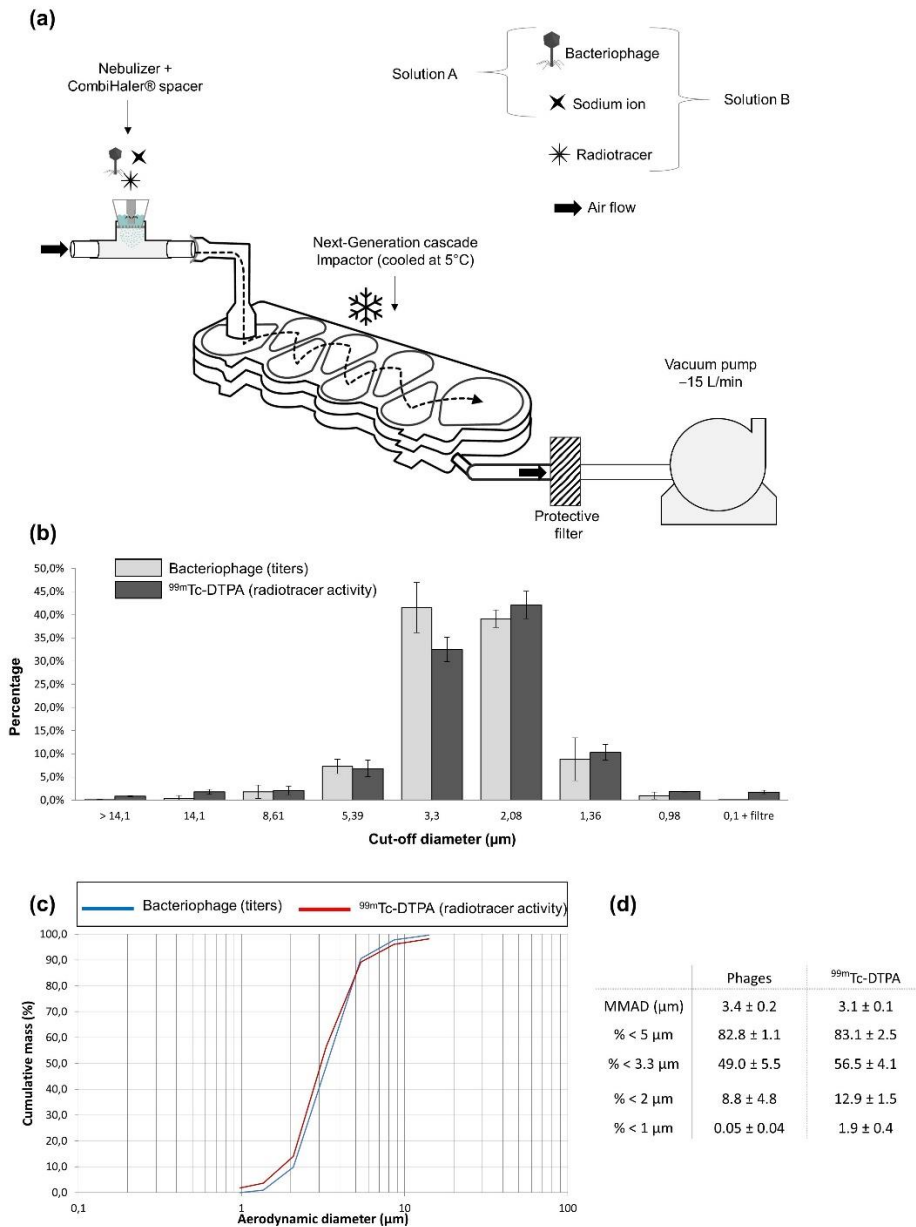 (a)
Nebulizer +
CombiHaler® spacer
Solution A
Bacteriophage
Sodium ion
Radiotracer
Solution B
Air flow
Next-Generation cascade
Impactor (cooled at 5°C)
Vacuum pump
–15 L/min
Protective
filter
(b)
Bacteriophage (titers)
99mTc-DTPA (radiotracer activity)
Percentage
50,0%
45,0%
40,0%
35,0%
30,0%
25,0%
20,0%
15,0%
10,0%
5,0%
0,0%
> 14,1 14,1 8,61 5,39 3,3 2,08 1,36 0,98 0,1 + filtre
Cut-off diameter (µm)
(c)
Bacteriophage (titers) 99mTc-DTPA (radiotracer activity)
Cumulative mass (%)
100,0
90,0
80,0
70,0
60,0
50,0
40,0
30,0
20,0
10,0
0,0
0,1 1 10 100
Aerodynamic diameter (µm)
(d)
Phages 99mTc-DTPA
MMAD (µm) 3.4 ± 0.2 3.1 ± 0.1
% < 5 µm 82.8 ± 1.1 83.1 ± 2.5
% < 3.3 µm 49.0 ± 5.5 56.5 ± 4.1
% < 2 µm 8.8 ± 4.8 12.9 ± 1.5
% < 1 µm 0.05 ± 0.04 1.9 ± 0.4